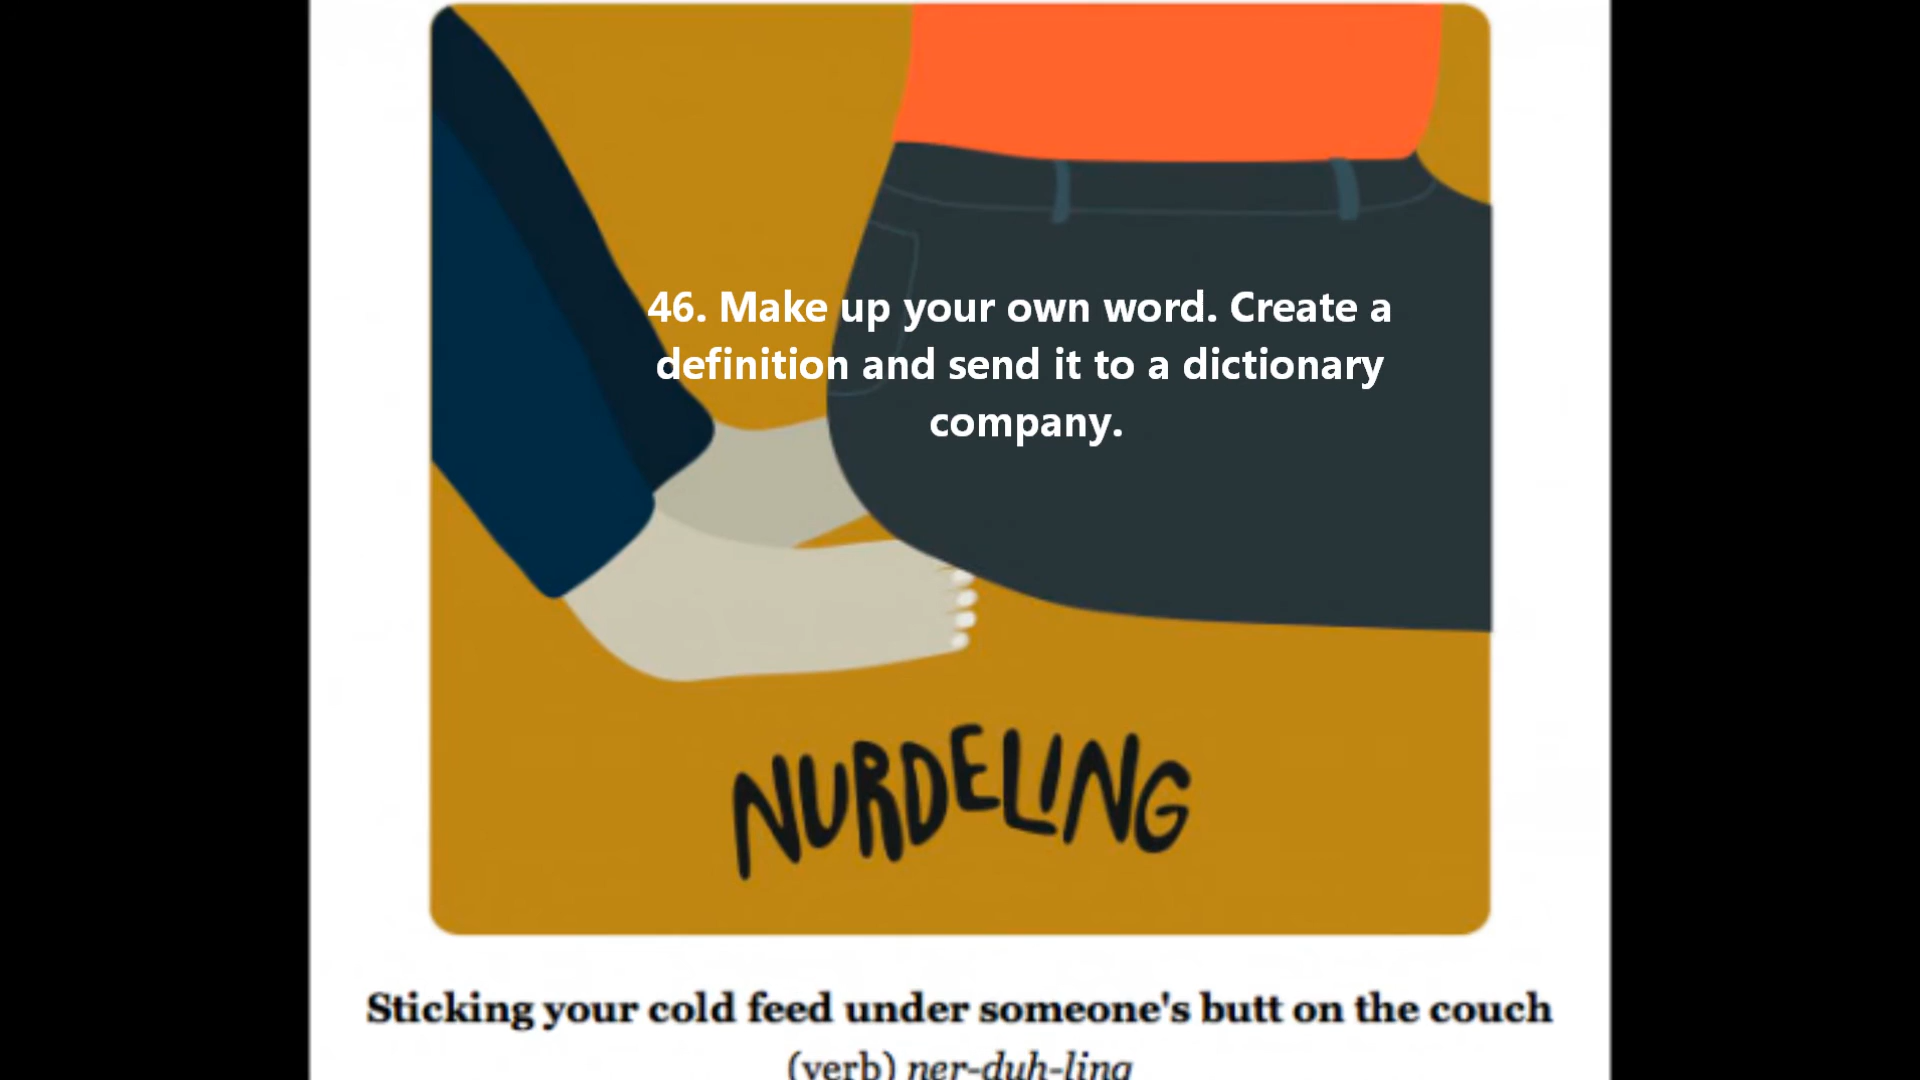 46. Make up your own word. Create a
definition and send it to a dictionary
company.
NURDELING
Sticking your cold feed under someone's butt on the couch
(verb) ner-duh-ling